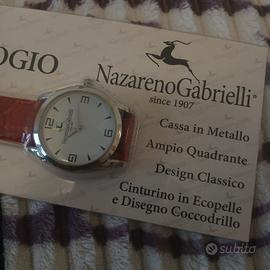 OGIO
NazarenoGabrielli®
since 1907
Cassa in Metallo
Ampio Quadrante
Design Classico
Cinturino in Ecopelle
e Disegno Coccodrillo
subito